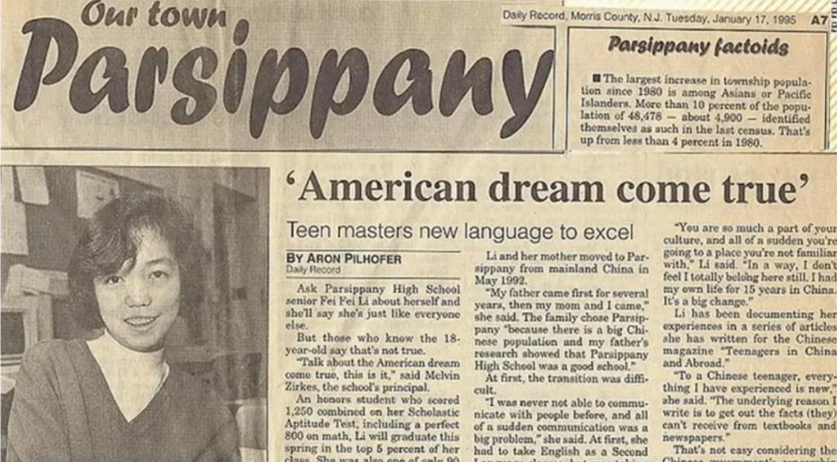 Our town
Parsippany
Daily Record, Morris County, N.J. Tuesday, January 17, 1995 A7
Parsippany factoids
■ The largest increase in township popula-
tion since 1980 is among Asians or Pacific
Islanders. More than 10 percent of the popu-
lation of 48,478 — about 4,900 — identified
themselves as such in the last census. That's
up from less than 4 percent in 1980.
'American dream come true'
Teen masters new language to excel
BY ARON PILHOFER
Daily Record
Ask Parsippany High School
senior Fei Fei Li about herself and
she'll say she's just like everyone
else.
But those who know the 18-
year-old say that's not true.
"Talk about the American dream
come true, this is it," said Melvin
Zirkes, the school's principal.
An honors student who scored
1,250 combined on her Scholastic
Aptitude Test, including a perfect
800 on math, Li will graduate this
spring in the top 5 percent of her
class. She was also one of only 90
Li and her mother moved to Par-
sippany from mainland China in
May 1992.
"My father came first for several
years, then my mom and I came,"
she said. The family chose Parsip-
pany "because there is a big Chi-
nese population and my father's
research showed that Parsippany
High School was a good school."
At first, the transition was diffi-
cult.
"I was never not able to commu-
nicate with people before, and all
of a sudden communication was a
big problem," she said. At first, she
had to take English as a Second
"You are so much a part of your
culture, and all of a sudden you're
going to a place you're not familiar
with," Li said. "In a way, I don't
feel I totally belong here still. I had
my own life for 15 years in China.
It's a big change."
Li has been documenting her
experiences in a series of articles
she has written for the Chinese
magazine "Teenagers in China
and Abroad."
"To a Chinese teenager, every-
thing I have experienced is new,"
she said. "The underlying reason I
write is to get out the facts (they
can't receive from textbooks and
newspapers."
That's not easy considering the